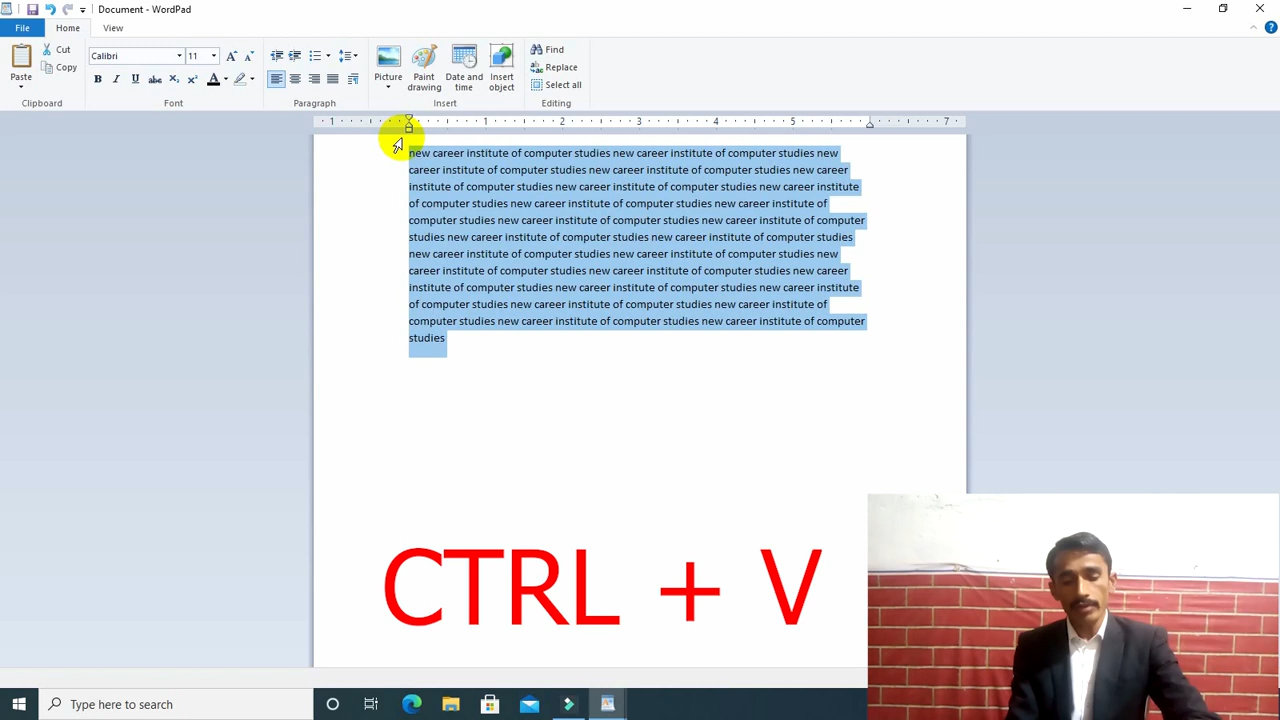 Document - WordPad
File
Home
View
Cut
Copy
Paste
Clipboard
Calibri
11
Font
Paragraph
Picture
Paint drawing
Date and time
Insert object
Insert
Find
Replace
Select all
Editing
1 1 2 3 4 5 7
new career institute of computer studies new career institute of computer studies new
career institute of computer studies new career institute of computer studies new career
institute of computer studies new career institute of computer studies new career institute
of computer studies new career institute of computer studies new career institute of
computer studies new career institute of computer studies new career institute of computer
studies new career institute of computer studies new career institute of computer studies
new career institute of computer studies new career institute of computer studies new
career institute of computer studies new career institute of computer studies new career
institute of computer studies new career institute of computer studies new career institute
of computer studies new career institute of computer studies new career institute of
computer studies new career institute of computer studies new career institute of computer
studies
CTRL + V
Type here to search